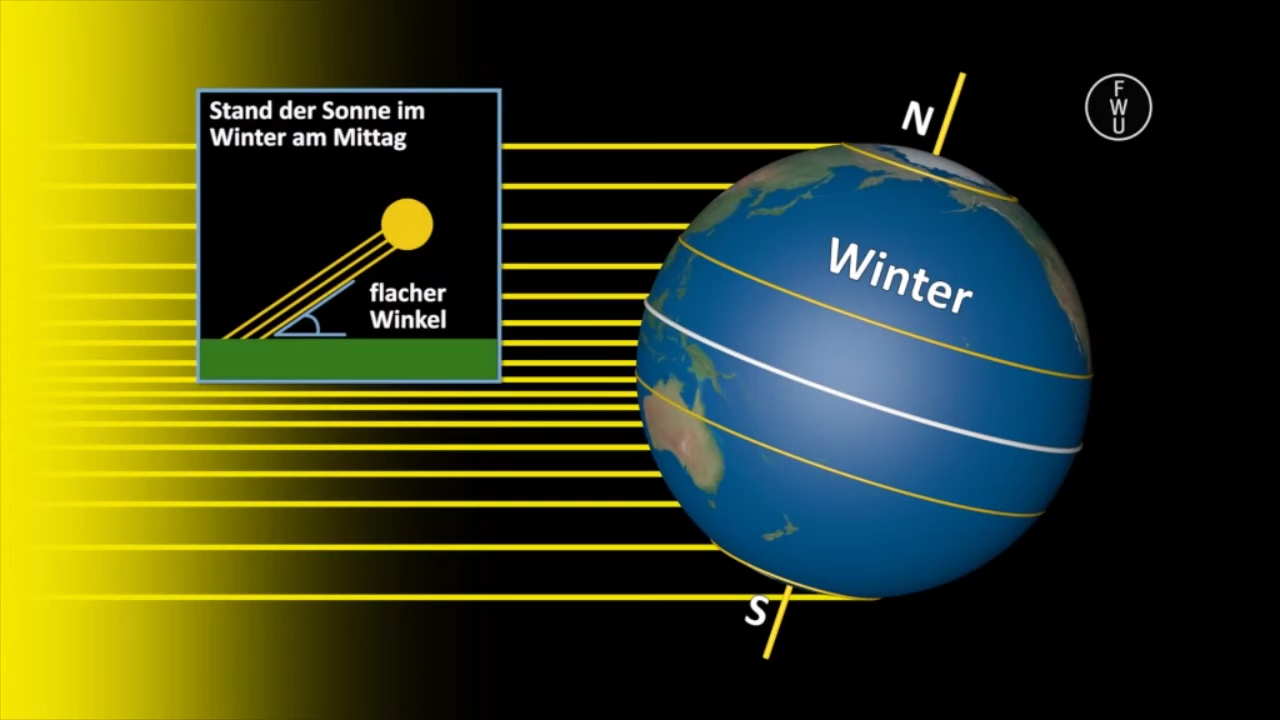 Stand der Sonne im
Winter am Mittag
flacher
Winkel
N
Winter
S
F
W
U